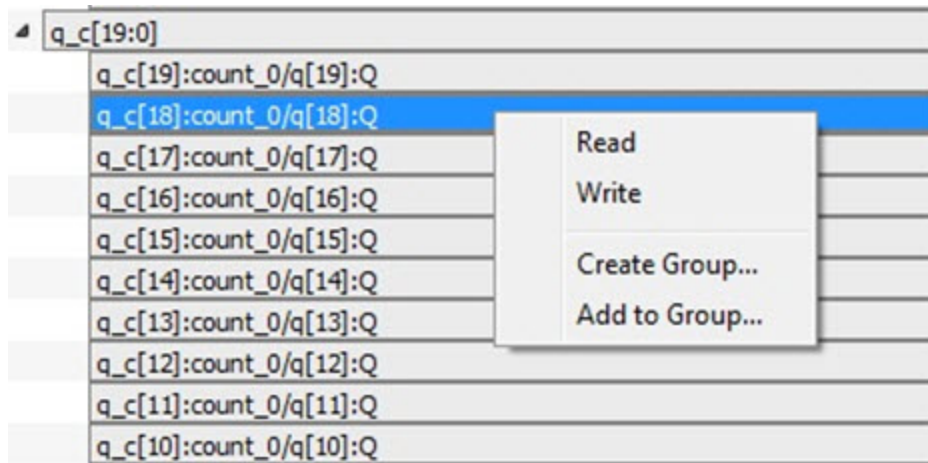 q_c[19:0]
q_c[19]:count_0/q[19]:Q
q_c[18]:count_0/q[18]:Q
q_c[17]:count_0/q[17]:Q
q_c[16]:count_0/q[16]:Q
q_c[15]:count_0/q[15]:Q
q_c[14]:count_0/q[14]:Q
q_c[13]:count_0/q[13]:Q
q_c[12]:count_0/q[12]:Q
q_c[11]:count_0/q[11]:Q
q_c[10]:count_0/q[10]:Q
Read
Write
Create Group...
Add to Group...